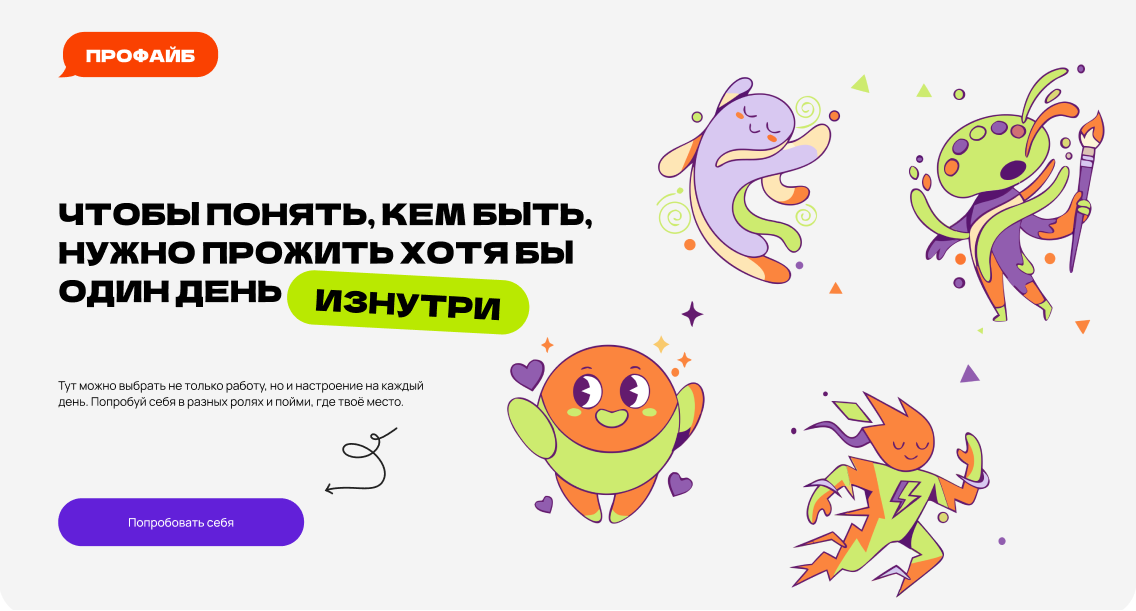 ПРОФАЙБ
ЧТОБЫ ПОНЯТЬ, КЕМ БЫТЬ,
НУЖНО ПРОЖИТЬ ХОТЯ БЫ
ОДИН ДЕНЬ ИЗНУТРИ
Тут можно выбрать не только работу, но и настроение на каждый
день. Попробуй себя в разных ролях и пойми, где твоё место.
Попробовать себя